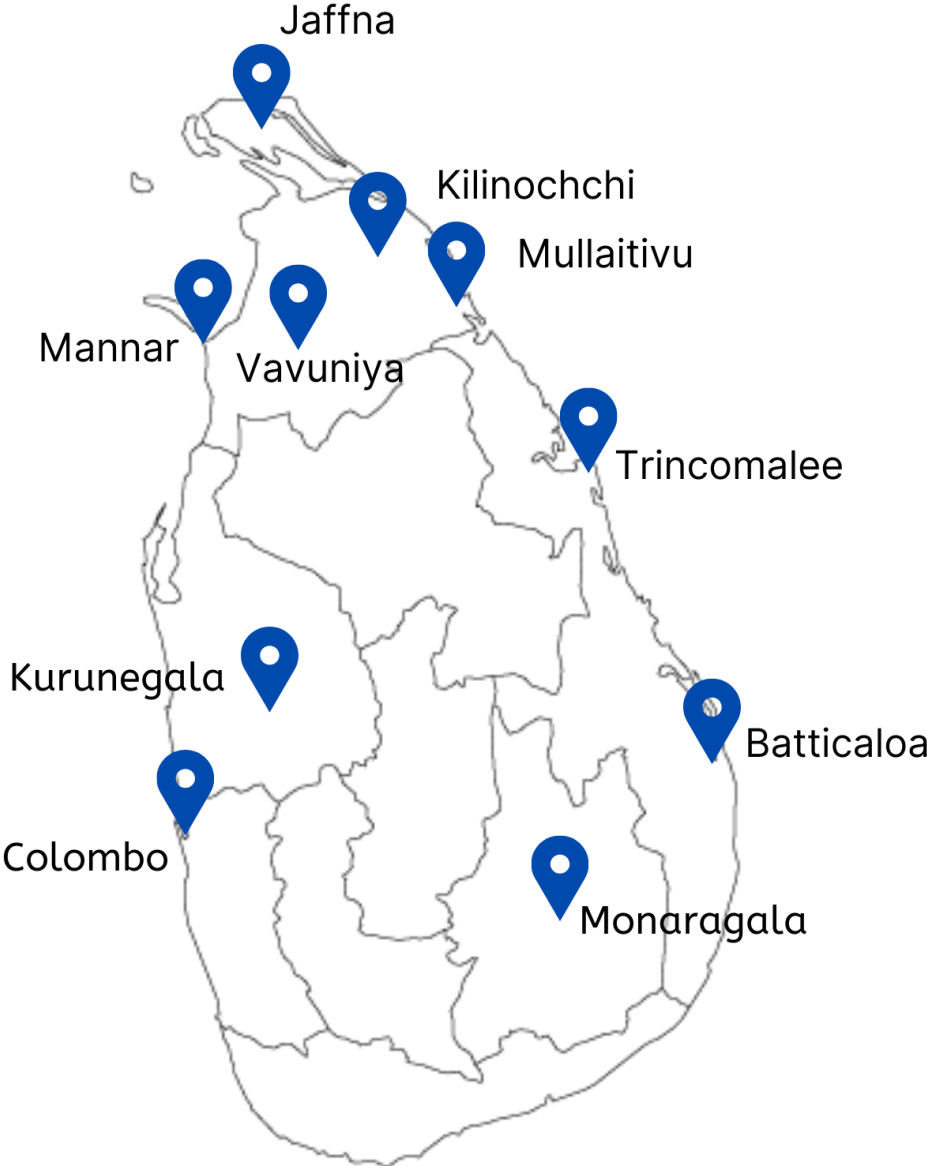 Jaffna
Kilinochchi
Mullaitivu
Mannar
Vavuniya
Trincomalee
Kurunegala
Batticaloa
Colombo
Monaragala